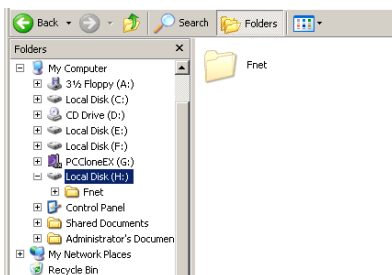 Back
Search
Folders
Folders
Fnet
My Computer
3½ Floppy (A:)
Local Disk (C:)
CD Drive (D:)
Local Disk (E:)
Local Disk (F:)
PCCloneEX (G:)
Local Disk (H:)
Fnet
Control Panel
Shared Documents
Administrator's Documen
My Network Places
Recycle Bin